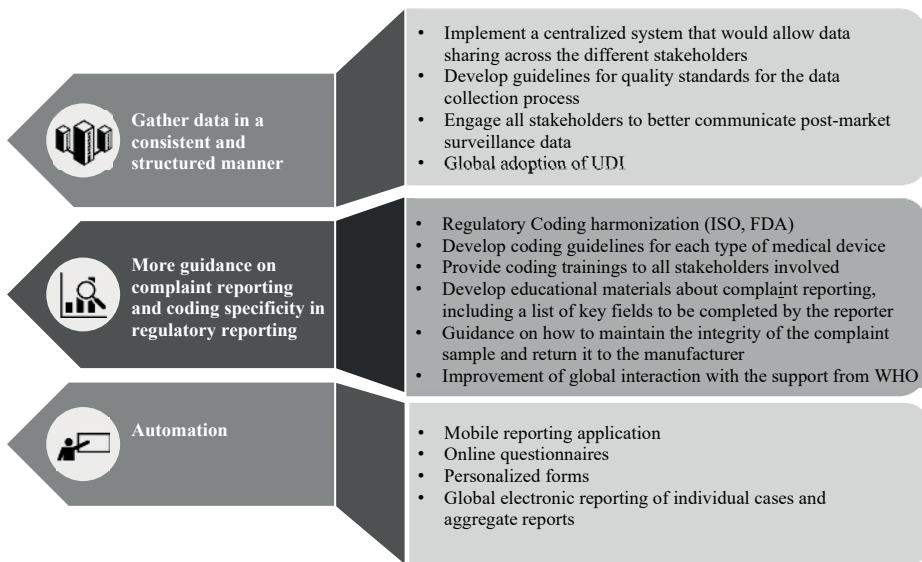 Gather data in a
consistent and
structured manner
• Implement a centralized system that would allow data
sharing across the different stakeholders
• Develop guidelines for quality standards for the data
collection process
• Engage all stakeholders to better communicate post-market
surveillance data
• Global adoption of UDI
More guidance on
complaint reporting
and coding specificity in
regulatory reporting
• Regulatory Coding harmonization (ISO, FDA)
• Develop coding guidelines for each type of medical device
• Provide coding trainings to all stakeholders involved
• Develop educational materials about complaint reporting,
including a list of key fields to be completed by the reporter
• Guidance on how to maintain the integrity of the complaint
sample and return it to the manufacturer
• Improvement of global interaction with the support from WHO
Automation
• Mobile reporting application
• Online questionnaires
• Personalized forms
• Global electronic reporting of individual cases and
aggregate reports